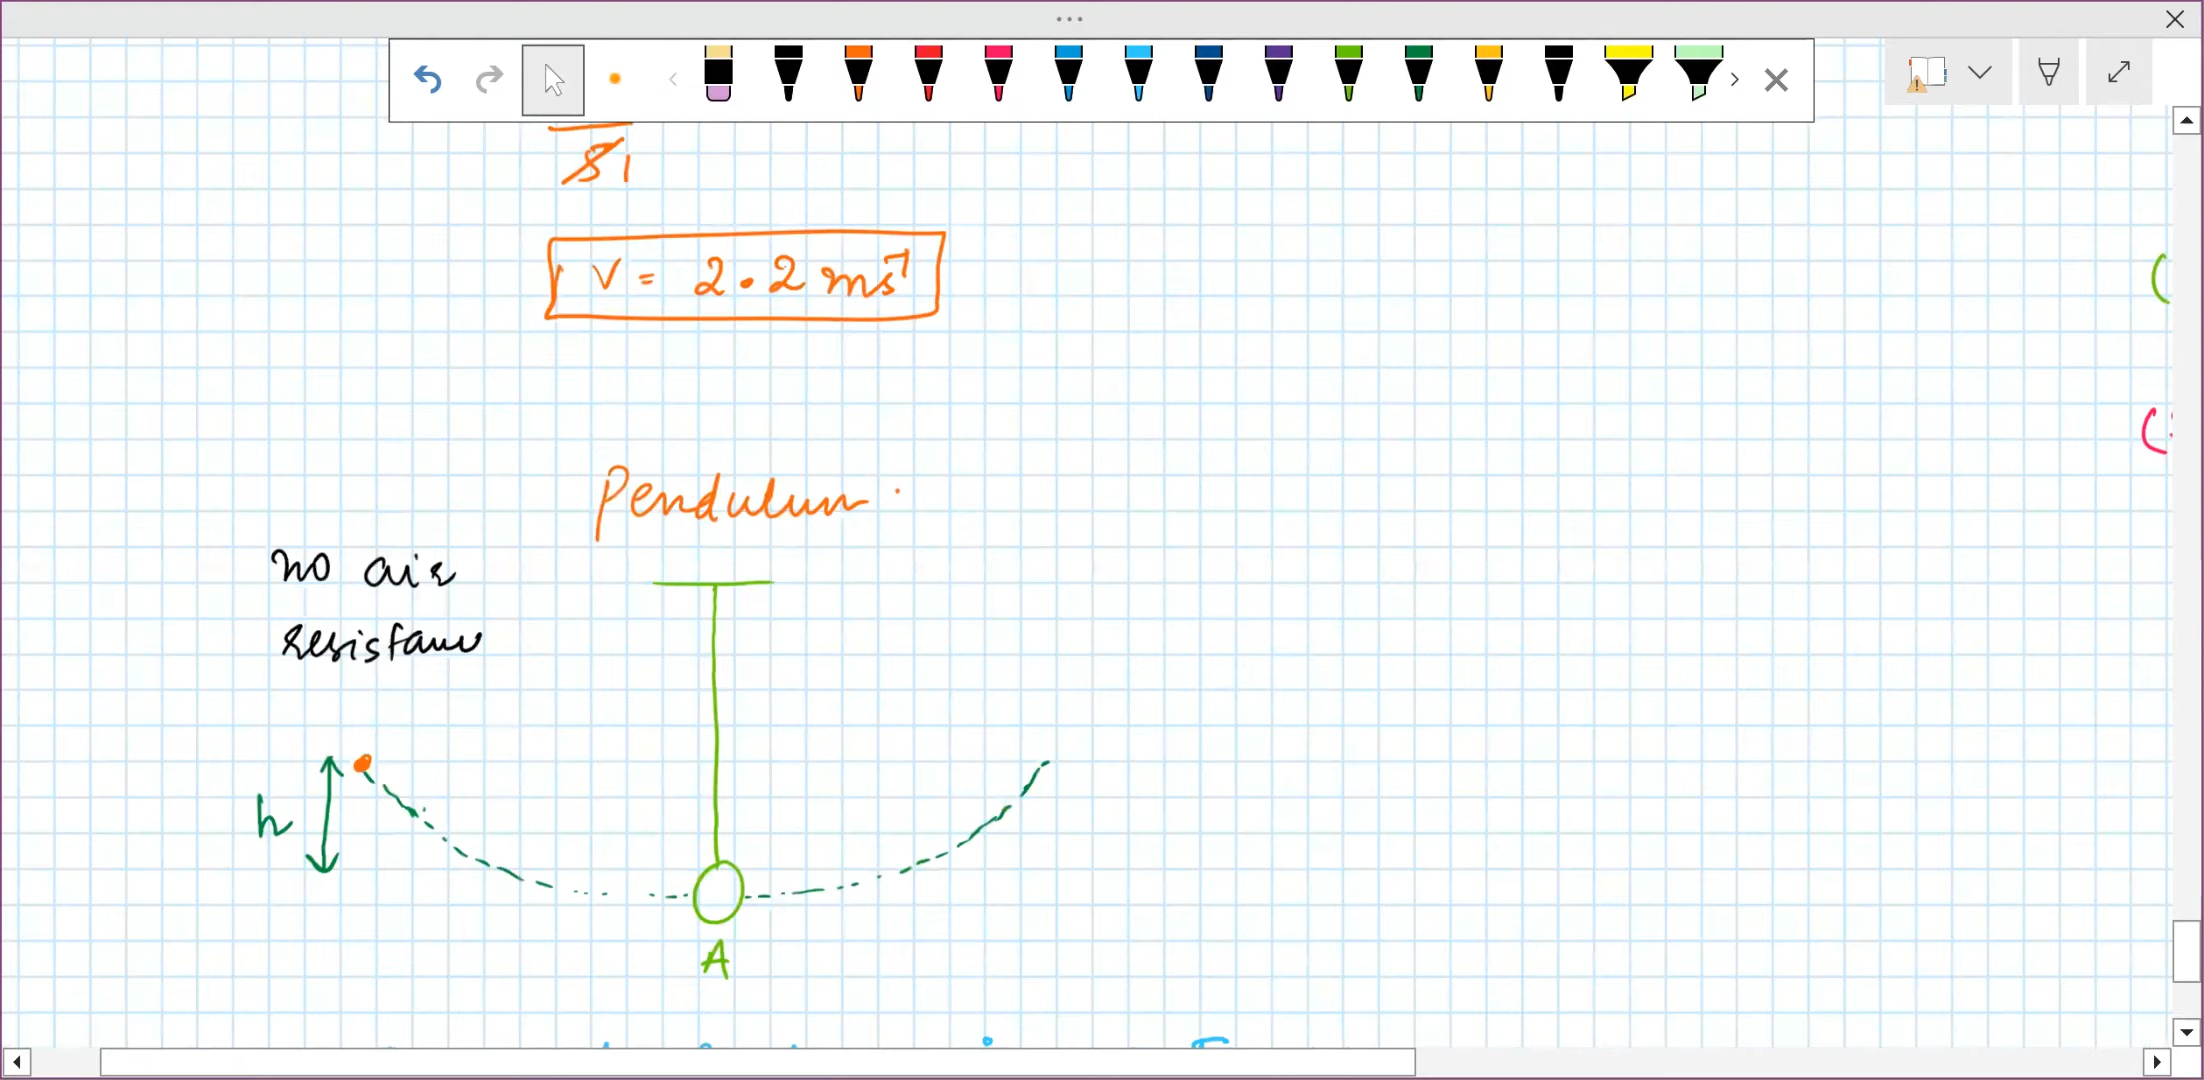 81
V = 2.2 ms⁻¹
Pendulum
no air
resistance
h
A